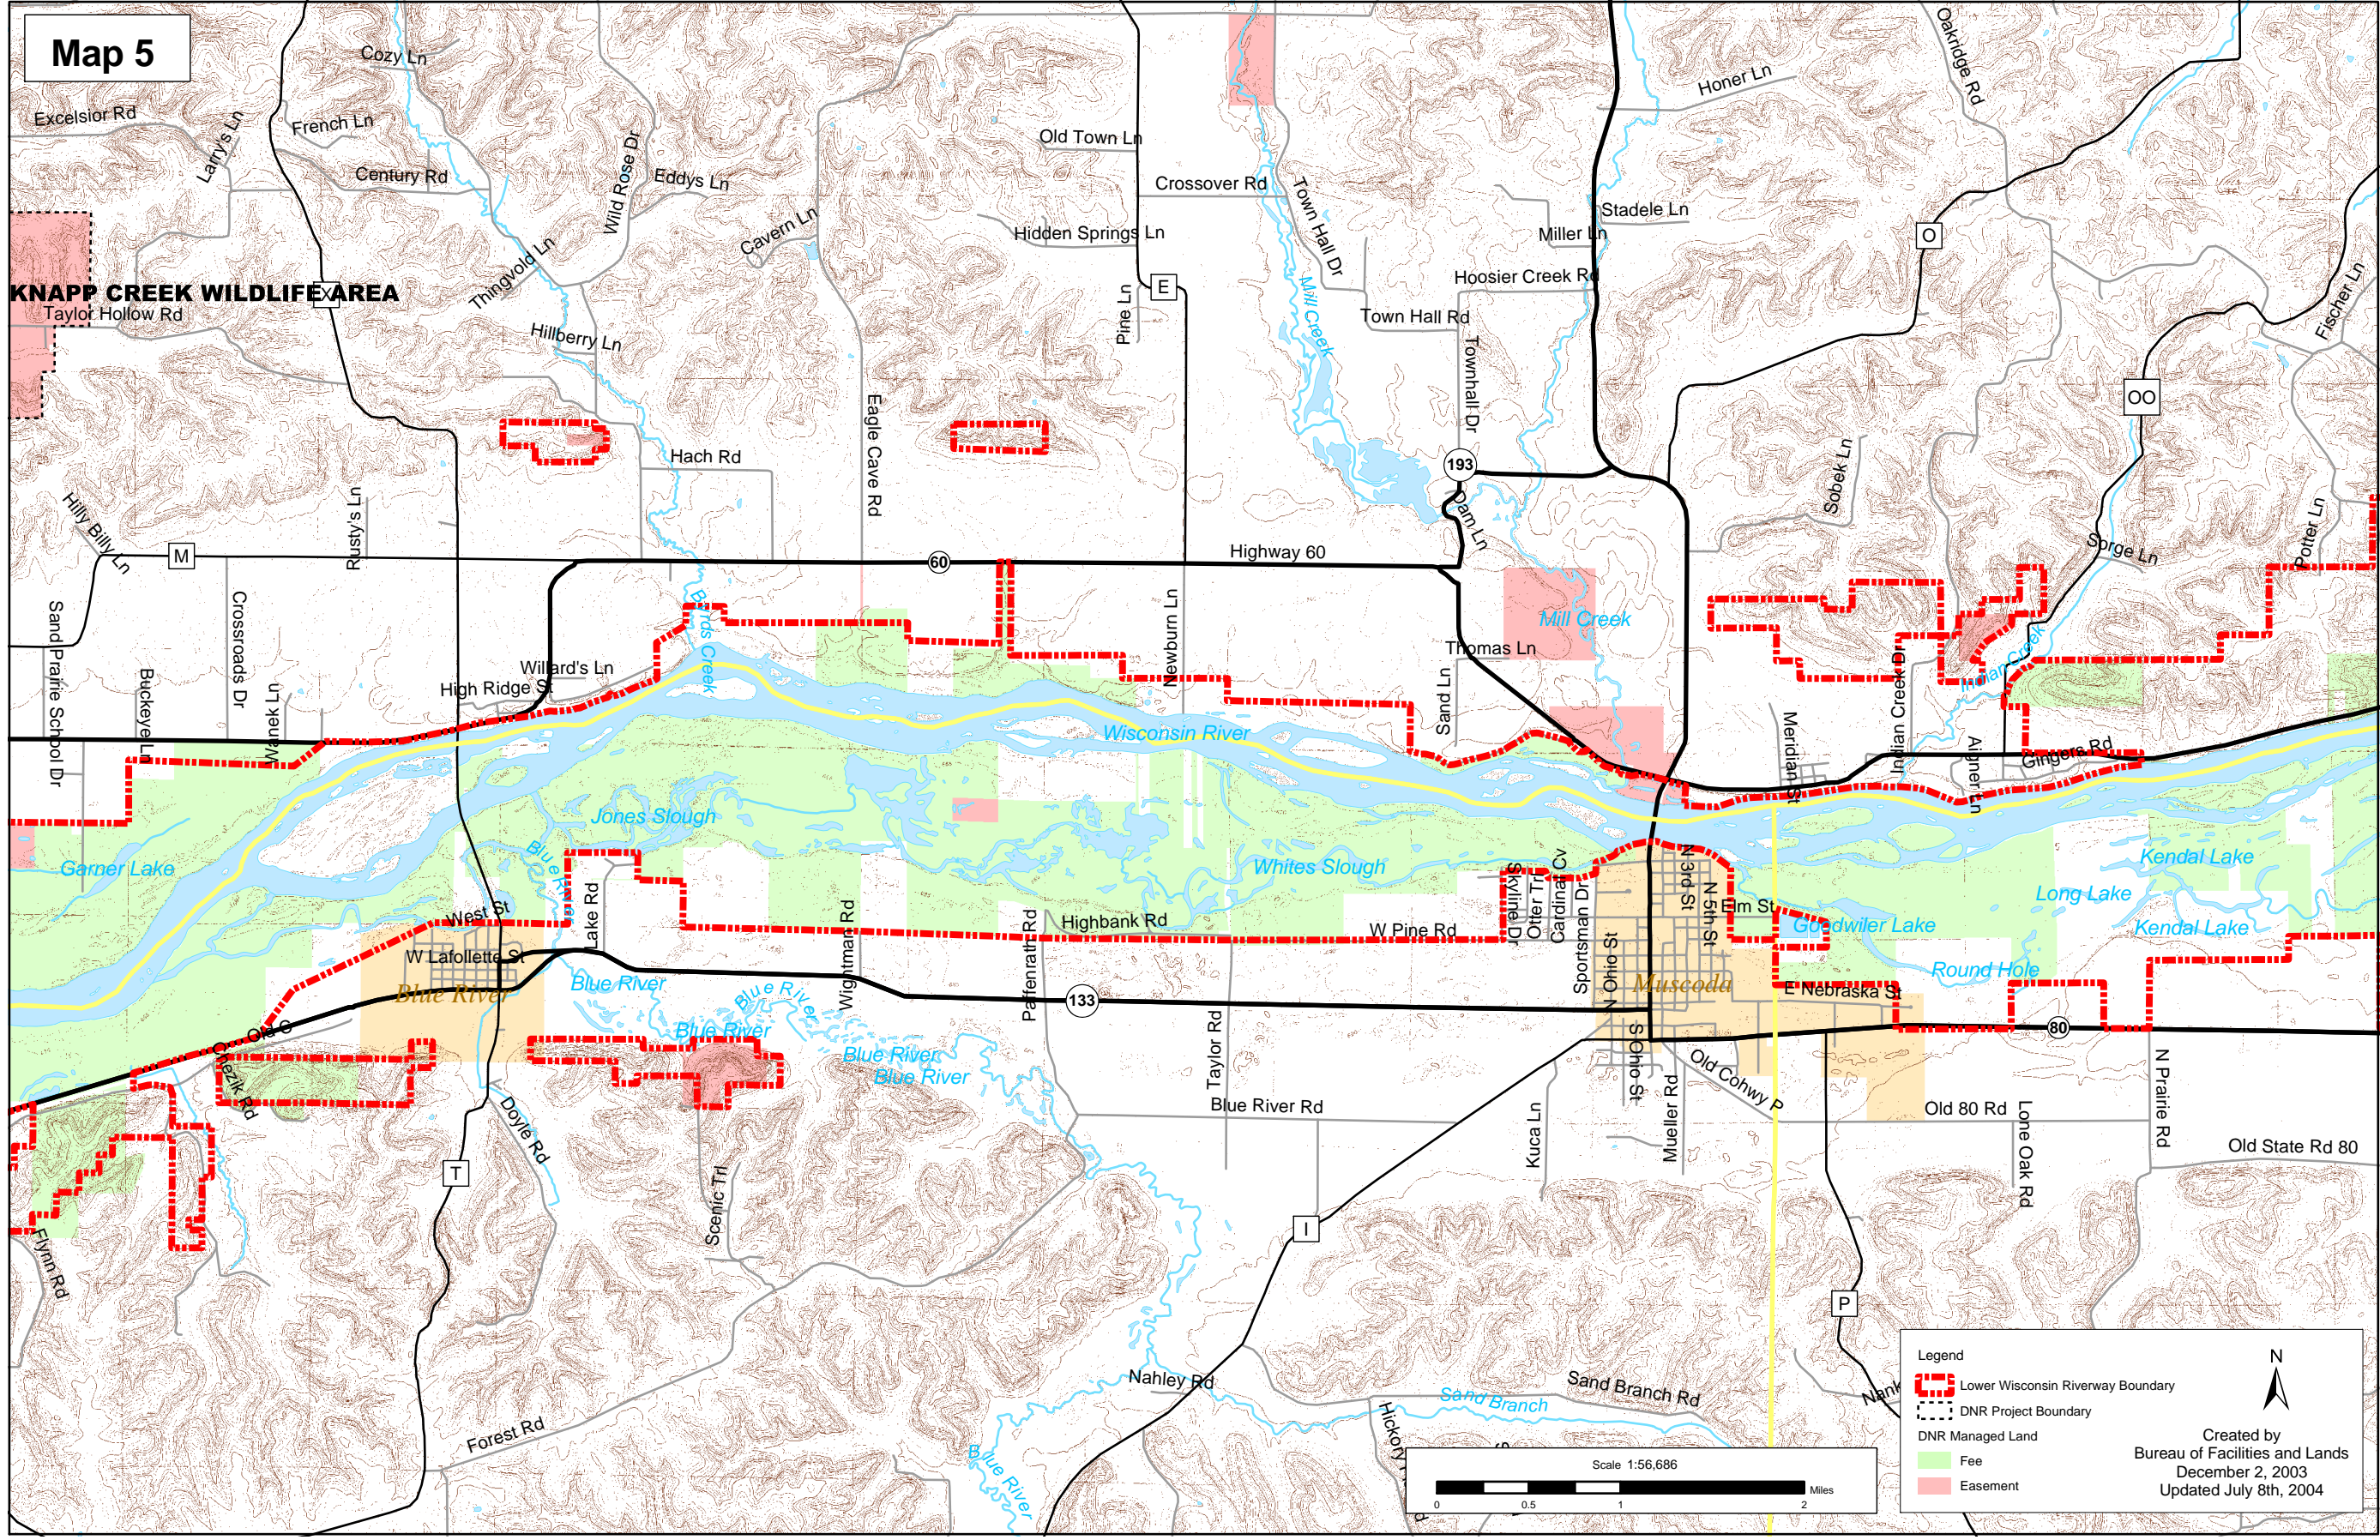 Map 5
Cozy Ln
Excelsior Rd
Larrys Ln
French Ln
Century Rd
Wild Rose Dr
Eddys Ln
Cavern Ln
Thingvold Ln
Hillberry Ln
Old Town Ln
Crossover Rd
Hidden Springs Ln
Pine Ln
E
Town Hall Dr
Mill Creek
Honer Ln
Oakridge Rd
Stadele Ln
Miller Ln
Hoosier Creek Rd
Town Hall Rd
Townhall Dr
O
OO
Fischer Ln
KNAPP CREEK WILDLIFE AREA
X
Taylor Hollow Rd
Hach Rd
Eagle Cave Rd
193
Dam Ln
Sobek Ln
Sorge Ln
Potter Ln
Hilly Billy Ln
Rusty's Ln
M
60
Highway 60
Sand Prairie School Dr
Buckeye Ln
Crossroads Dr
Wanek Ln
Willard's Ln
High Ridge St
Byrds Creek
Newburn Ln
Mill Creek
Thomas Ln
Sand Ln
Wisconsin River
Meridian St
Indian Creek Dr
Indian Creek
Aigner Ln
Gingers Rd
Garner Lake
Jones Slough
Whites Slough
Kendal Lake
Long Lake
Kendal Lake
Goodwiler Lake
Round Hole
West St
W Lafollette St
Blue River
Lake Rd
Blue River
Blue River
Blue River
Blue River
Blue River
Wightman Rd
Paffenrath Rd
Highbank Rd
W Pine Rd
Skyline Dr
Otter Trl
Cardinal Cv
Sportsman Dr
N Ohio St
N 3rd St
N 5th St
Elm St
Muscoda
E Nebraska St
133
80
Old C
Chezik Rd
Doyle Rd
T
Scenic Trl
Taylor Rd
Blue River Rd
Kuca Ln
S Ohio St
Mueller Rd
Old Cohwy P
Old 80 Rd
Lone Oak Rd
N Prairie Rd
Old State Rd 80
Flynn Rd
I
P
Forest Rd
Nahley Rd
Blue River
Sand Branch
Sand Branch Rd
Scale 1:56,686
Miles
0 0.5 1 2
Legend
Lower Wisconsin Riverway Boundary
DNR Project Boundary
DNR Managed Land
Fee
Easement
N
Created by
Bureau of Facilities and Lands
December 2, 2003
Updated July 8th, 2004